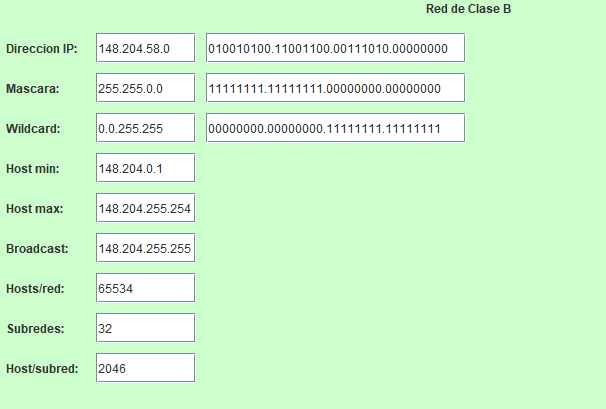 Red de Clase B
Direccion IP: 148.204.58.0 010010100.11001100.00111010.00000000
Mascara: 255.255.0.0 11111111.11111111.00000000.00000000
Wildcard: 0.0.255.255 00000000.00000000.11111111.11111111
Host min: 148.204.0.1
Host max: 148.204.255.254
Broadcast: 148.204.255.255
Hosts/red: 65534
Subredes: 32
Host/subred: 2046